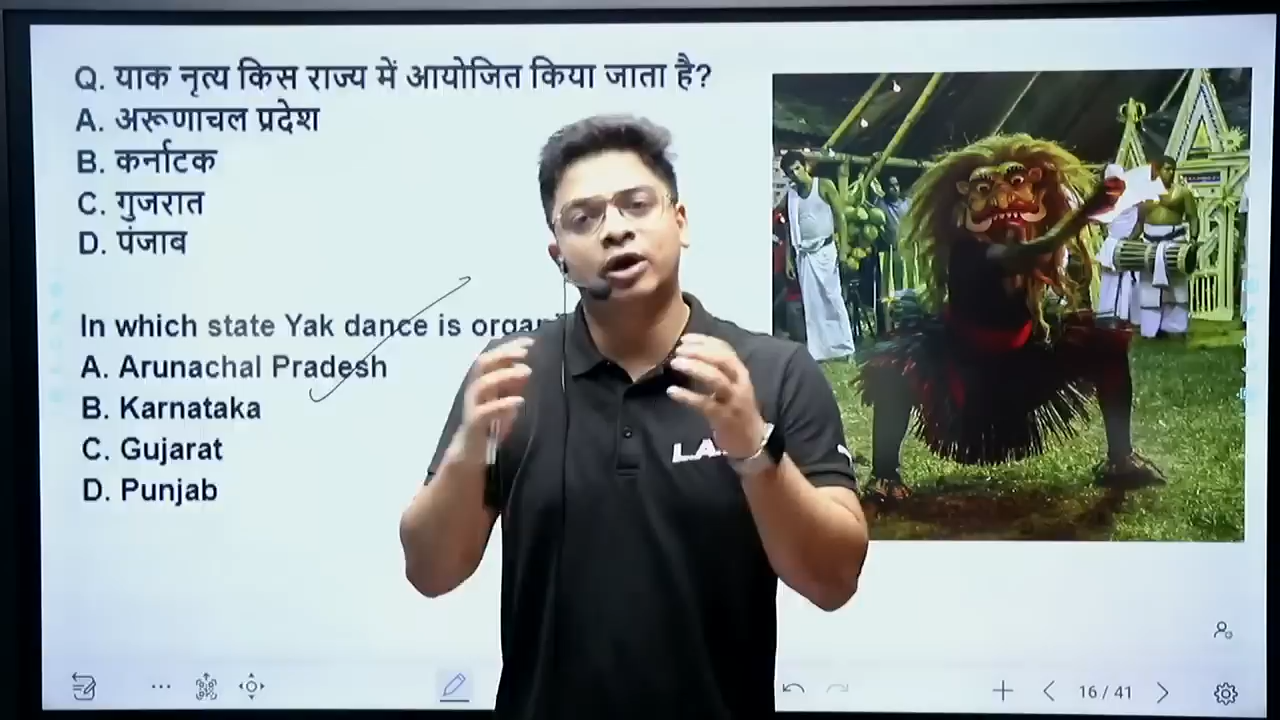 Q. याक नृत्य किस राज्य में आयोजित किया जाता है?
A. अरूणाचल प्रदेश
B. कर्नाटक
C. गुजरात
D. पंजाब
In which state Yak dance is
A. Arunachal Pradesh
B. Karnataka
C. Gujarat
D. Punjab
16/41